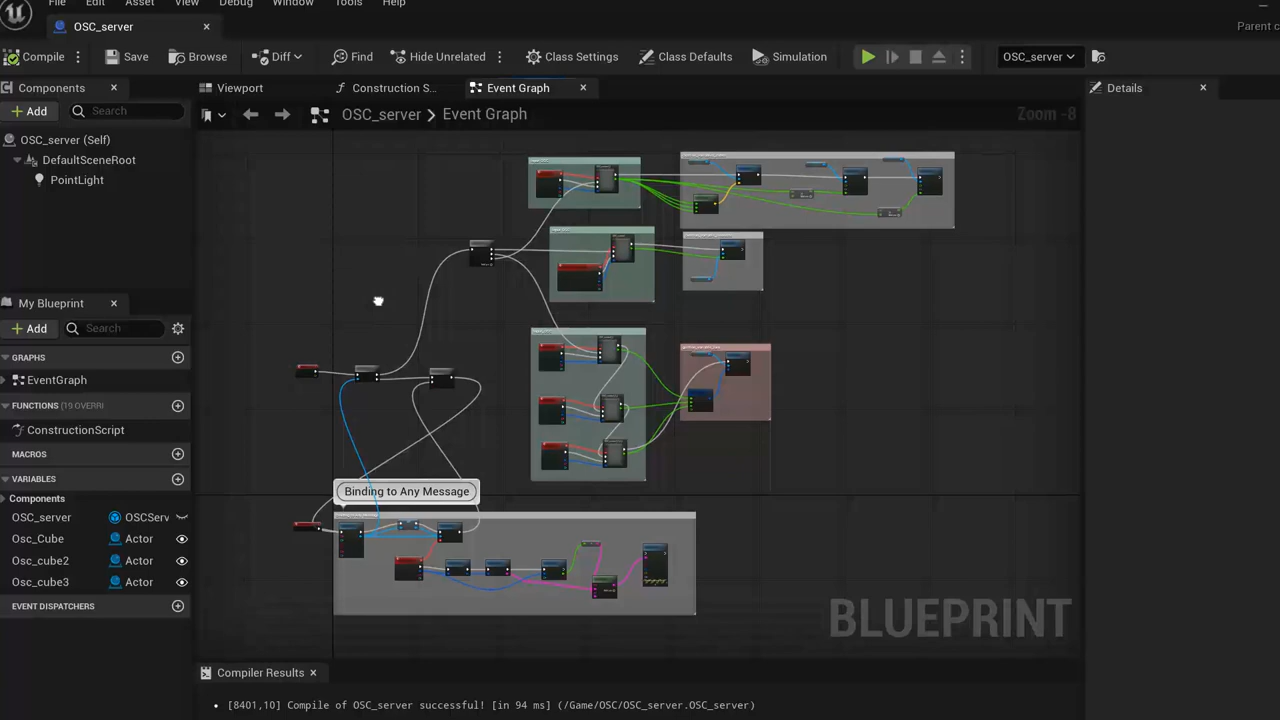 File Edit Asset View Debug Window Tools Help
OSC_server
Parent c
Compile Save Browse Diff Find Hide Unrelated Class Settings Class Defaults Simulation OSC_server
Components Viewport Construction S... Event Graph Details
Add Search
OSC_server > Event Graph Zoom -8
OSC_server (Self)
DefaultSceneRoot
PointLight
My Blueprint
Add Search
GRAPHS
EventGraph
FUNCTIONS (19 OVERRI
ConstructionScript
MACROS
VARIABLES
Components
OSC_server OSCServ
Osc_Cube Actor
Osc_cube2 Actor
Osc_cube3 Actor
EVENT DISPATCHERS
Binding to Any Message
BLUEPRINT
Compiler Results
[8401,10] Compile of OSC_server successful! [in 94 ms] (/Game/OSC/OSC_server.OSC_server)